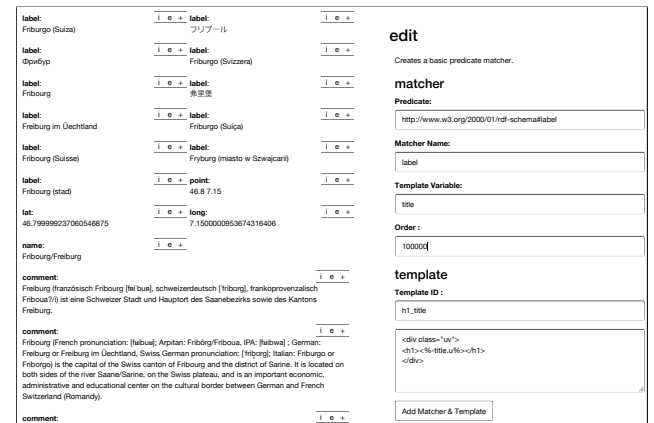 label:
i e +
Friburgo (Suiza)
label:
i e +
フリブール
label:
i e +
Фрибур
label:
i e +
Friburgo (Svizzera)
label:
i e +
Fribourg
label:
i e +
弗里堡
label:
i e +
Freiburg im Üechtland
label:
i e +
Friburgo (Suíça)
label:
i e +
Fribourg (Suisse)
label:
i e +
Fryburg (miasto w Szwajcarii)
label:
i e +
Fribourg (stad)
point:
i e +
46.8 7.15
lat:
i e +
46.799999237060546875
long:
i e +
7.1500000953674316406
name:
i e +
Fribourg/Freiburg
comment:
i e +
Freiburg (französisch Fribourg [fʁiˈbuʁ], schweizerdeutsch [ˈfriborg], frankoprovenzalisch
Friboua?/i) ist eine Schweizer Stadt und Hauptort des Saanebezirks sowie des Kantons
Freiburg.
comment:
i e +
Fribourg (French pronunciation: [fʁibuʁ]; Arpitan: Fribôrg/Friboua, IPA: [fʁibwa] ; German:
Freiburg or Freiburg im Üechtland, Swiss German pronunciation: [ˈfribɔrg]; Italian: Friburgo or
Friborgo) is the capital of the Swiss canton of Fribourg and the district of Sarine. It is located on
both sides of the river Saane/Sarine, on the Swiss plateau, and is an important economic,
administrative and educational center on the cultural border between German and French
Switzerland (Romandy).
comment:
i e +
edit
Creates a basic predicate matcher.
matcher
Predicate:
http://www.w3.org/2000/01/rdf-schema#label
Matcher Name:
label
Template Variable:
title
Order :
100000
template
Template ID :
h1_title
<div class="uv">
<h1><%-title.u%></h1>
</div>
Add Matcher & Template